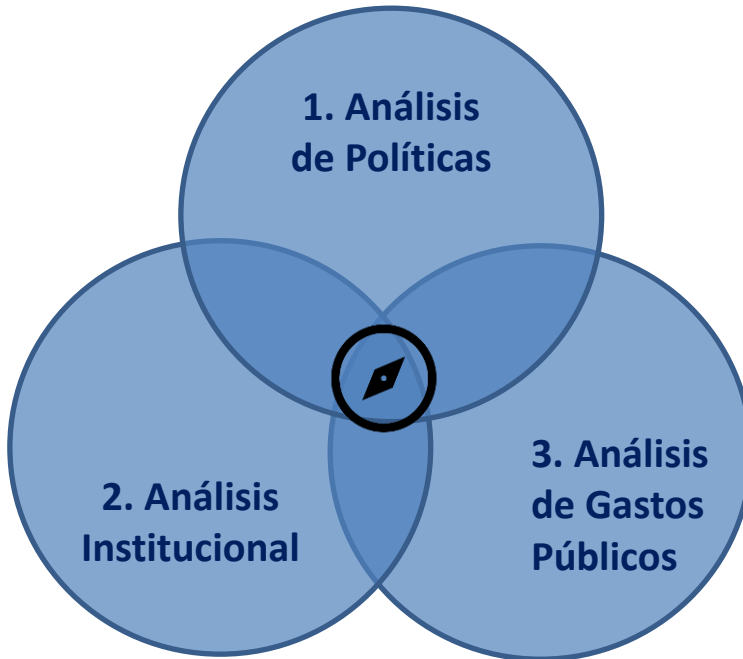 1. Análisis
de Políticas
2. Análisis
Institucional
3. Análisis
de Gastos
Públicos